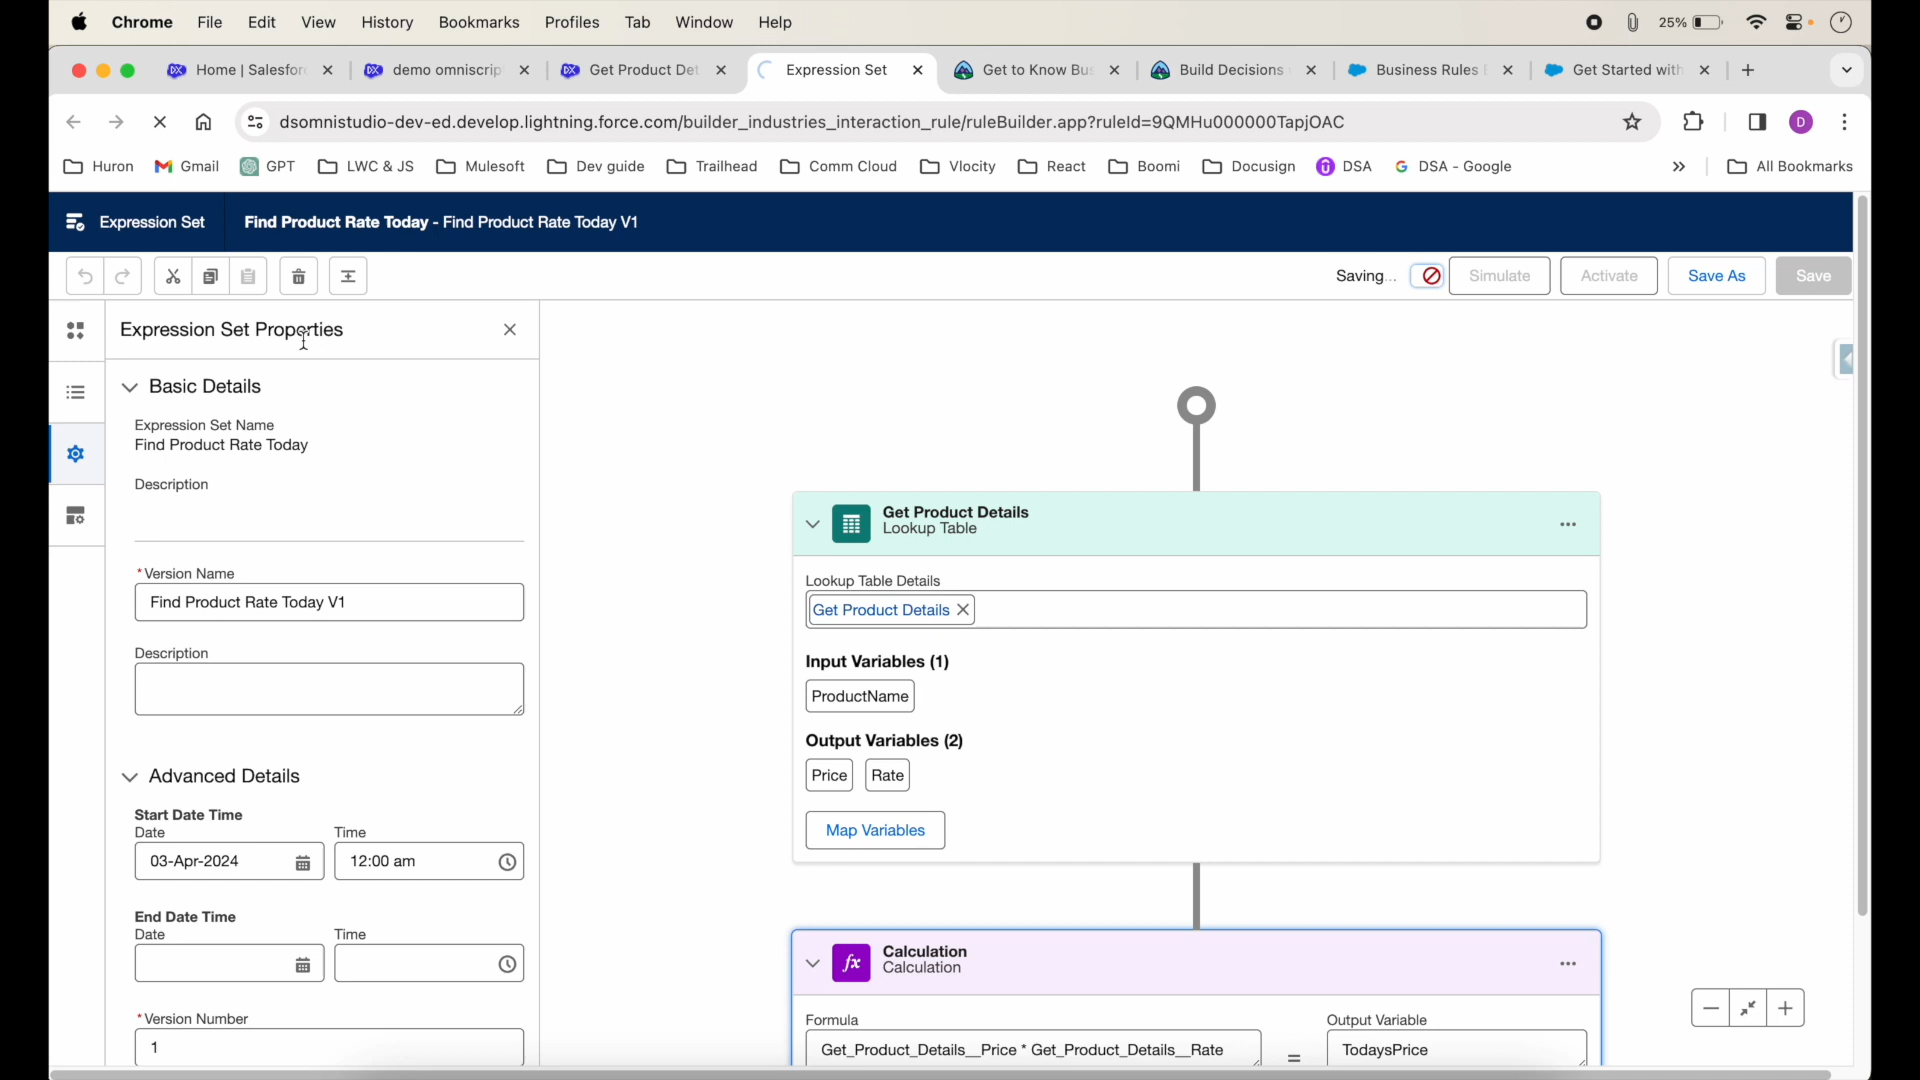 Chrome File Edit View History Bookmarks Profiles Tab Window Help 25%
Home | Salesfor demo omniscrip Get Product Det Expression Set Get to Know Bus Build Decisions Business Rules E Get Started with
dsomnistudio-dev-ed.develop.lightning.force.com/builder_industries_interaction_rule/ruleBuilder.app?ruleId=9QMHu000000TapjOAC D
Huron Gmail GPT LWC & JS Mulesoft Dev guide Trailhead Comm Cloud Vlocity React Boomi Docusign DSA DSA - Google » All Bookmarks
Expression Set Find Product Rate Today - Find Product Rate Today V1
Saving... Simulate Activate Save As Save
Expression Set Properties
Basic Details
Expression Set Name
Find Product Rate Today
Description
* Version Name
Find Product Rate Today V1
Description
Advanced Details
Start Date Time
Date Time
03-Apr-2024 12:00 am
End Date Time
Date Time
* Version Number
1
Get Product Details
Lookup Table
Lookup Table Details
Get Product Details
Input Variables (1)
ProductName
Output Variables (2)
Price Rate
Map Variables
fx Calculation
Calculation
Formula Output Variable
Get_Product_Details__Price * Get_Product_Details__Rate = TodaysPrice